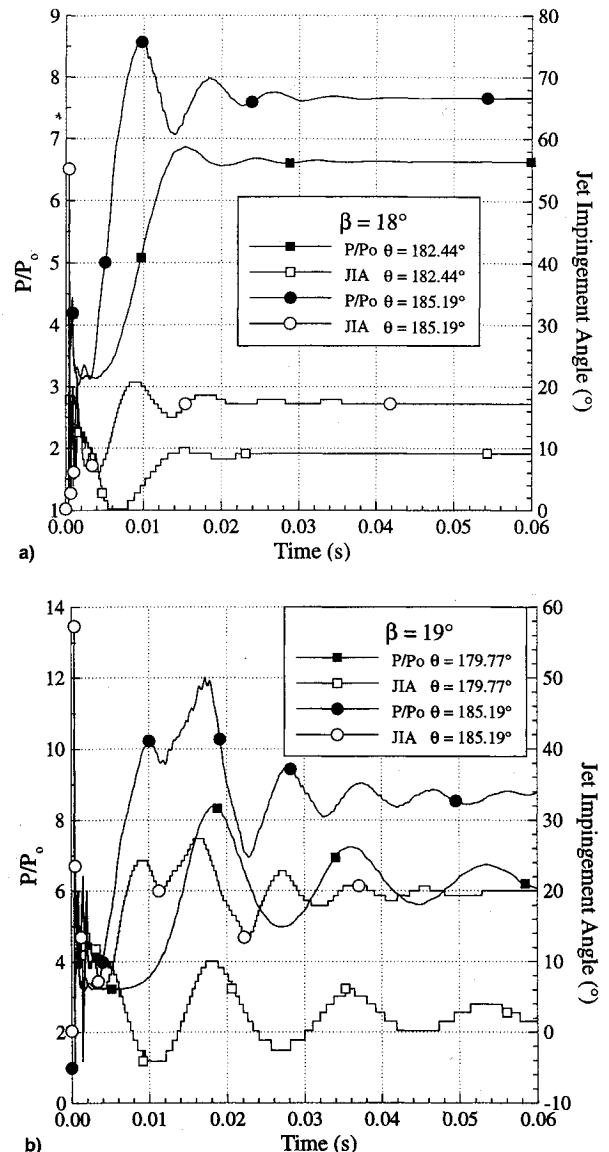 9
8
7
6
5
4
3
2
1
P/Po
80
70
60
50
40
30
20
10
0
Jet Impingement Angle (°)
β = 18°
P/Po θ = 182.44°
JIA θ = 182.44°
P/Po θ = 185.19°
JIA θ = 185.19°
0.00 0.01 0.02 0.03 0.04 0.05 0.06
Time (s)
a)
14
12
10
8
6
4
2
0
P/Po
60
50
40
30
20
10
0
-10
Jet Impingement Angle (°)
β = 19°
P/Po θ = 179.77°
JIA θ = 179.77°
P/Po θ = 185.19°
JIA θ = 185.19°
0.00 0.01 0.02 0.03 0.04 0.05 0.06
Time (s)
b)